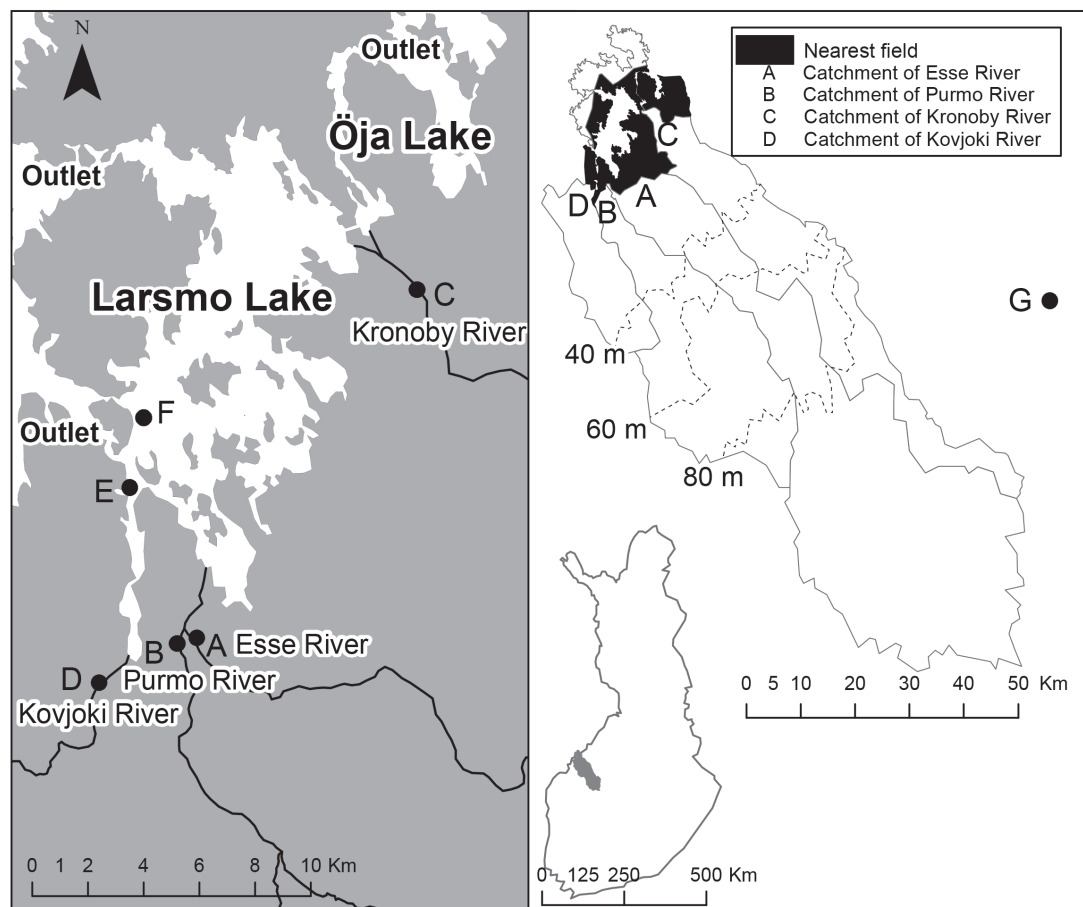 N
Outlet
Öja Lake
Outlet
Larsmo Lake
C
Kronoby River
F
Outlet
E
A Esse River
B
D Purmo River
Kovjoki River
0 1 2 4 6 8 10 Km
Nearest field
A Catchment of Esse River
B Catchment of Purmo River
C Catchment of Kronoby River
D Catchment of Kovjoki River
C
A
D B
G
40 m
60 m
80 m
0 5 10 20 30 40 50 Km
0 125 250 500 Km